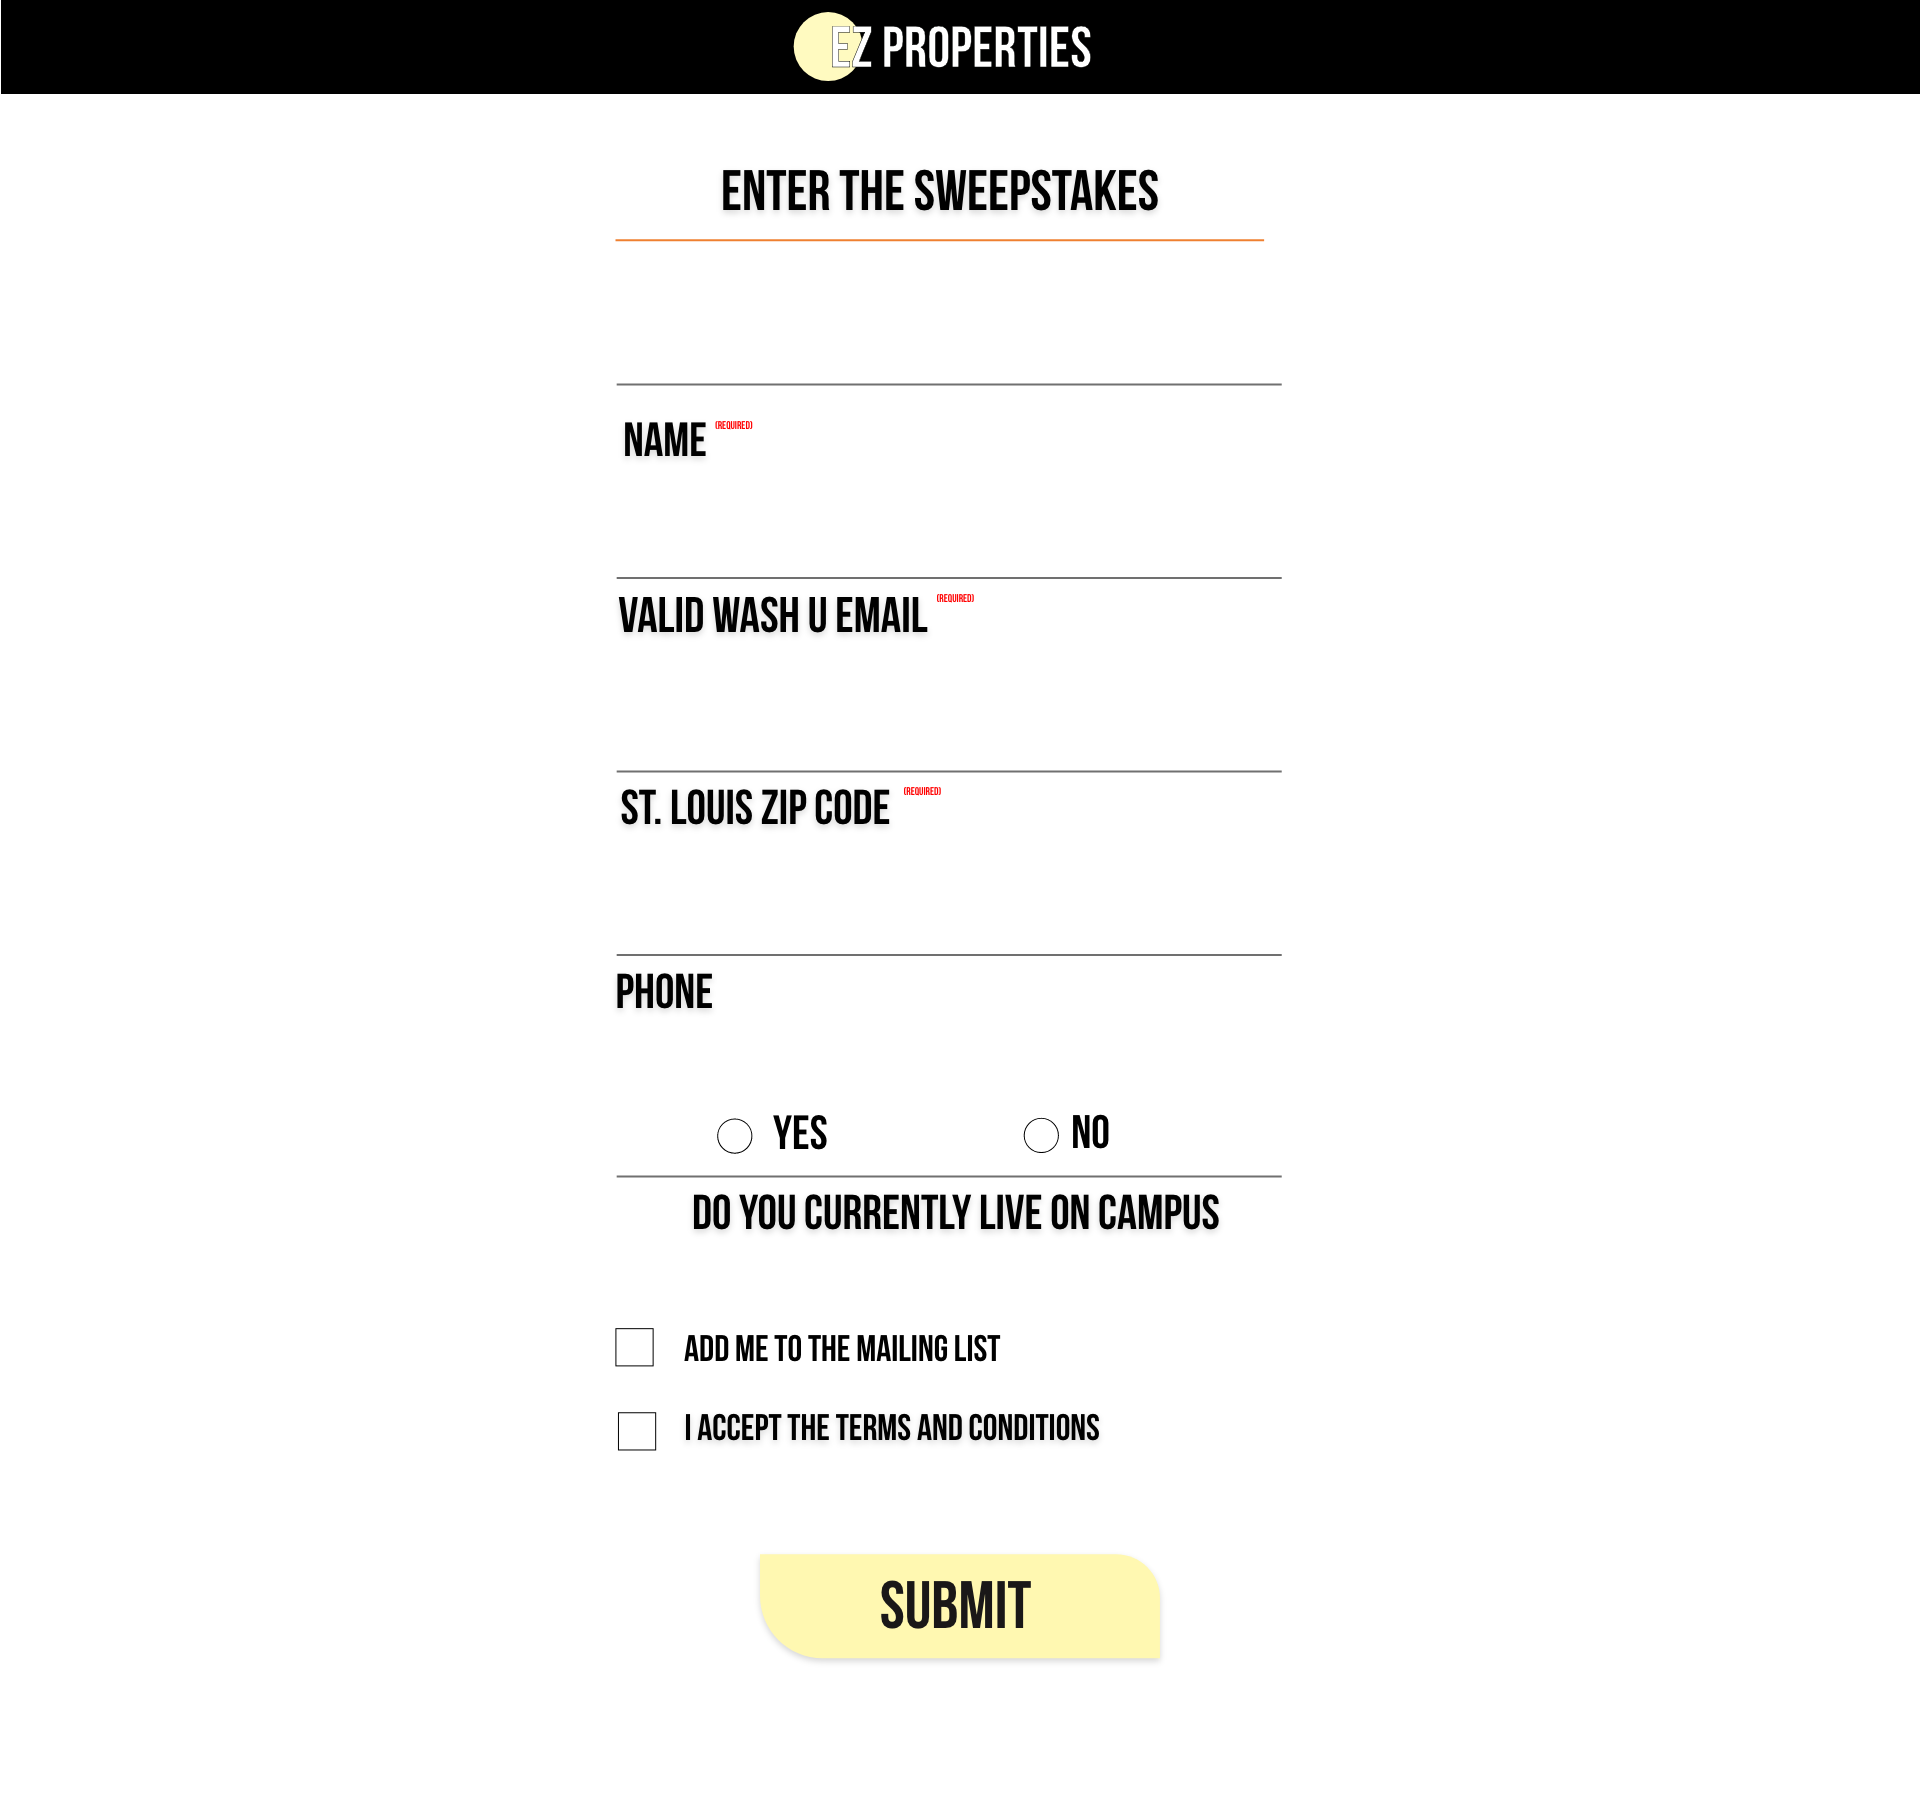 EZ PROPERTIES
ENTER THE SWEEPSTAKES
NAME (REQUIRED)
VALID WASH U EMAIL (REQUIRED)
ST. LOUIS ZIP CODE (REQUIRED)
PHONE
YES NO
DO YOU CURRENTLY LIVE ON CAMPUS
ADD ME TO THE MAILING LIST
I ACCEPT THE TERMS AND CONDITIONS
SUBMIT